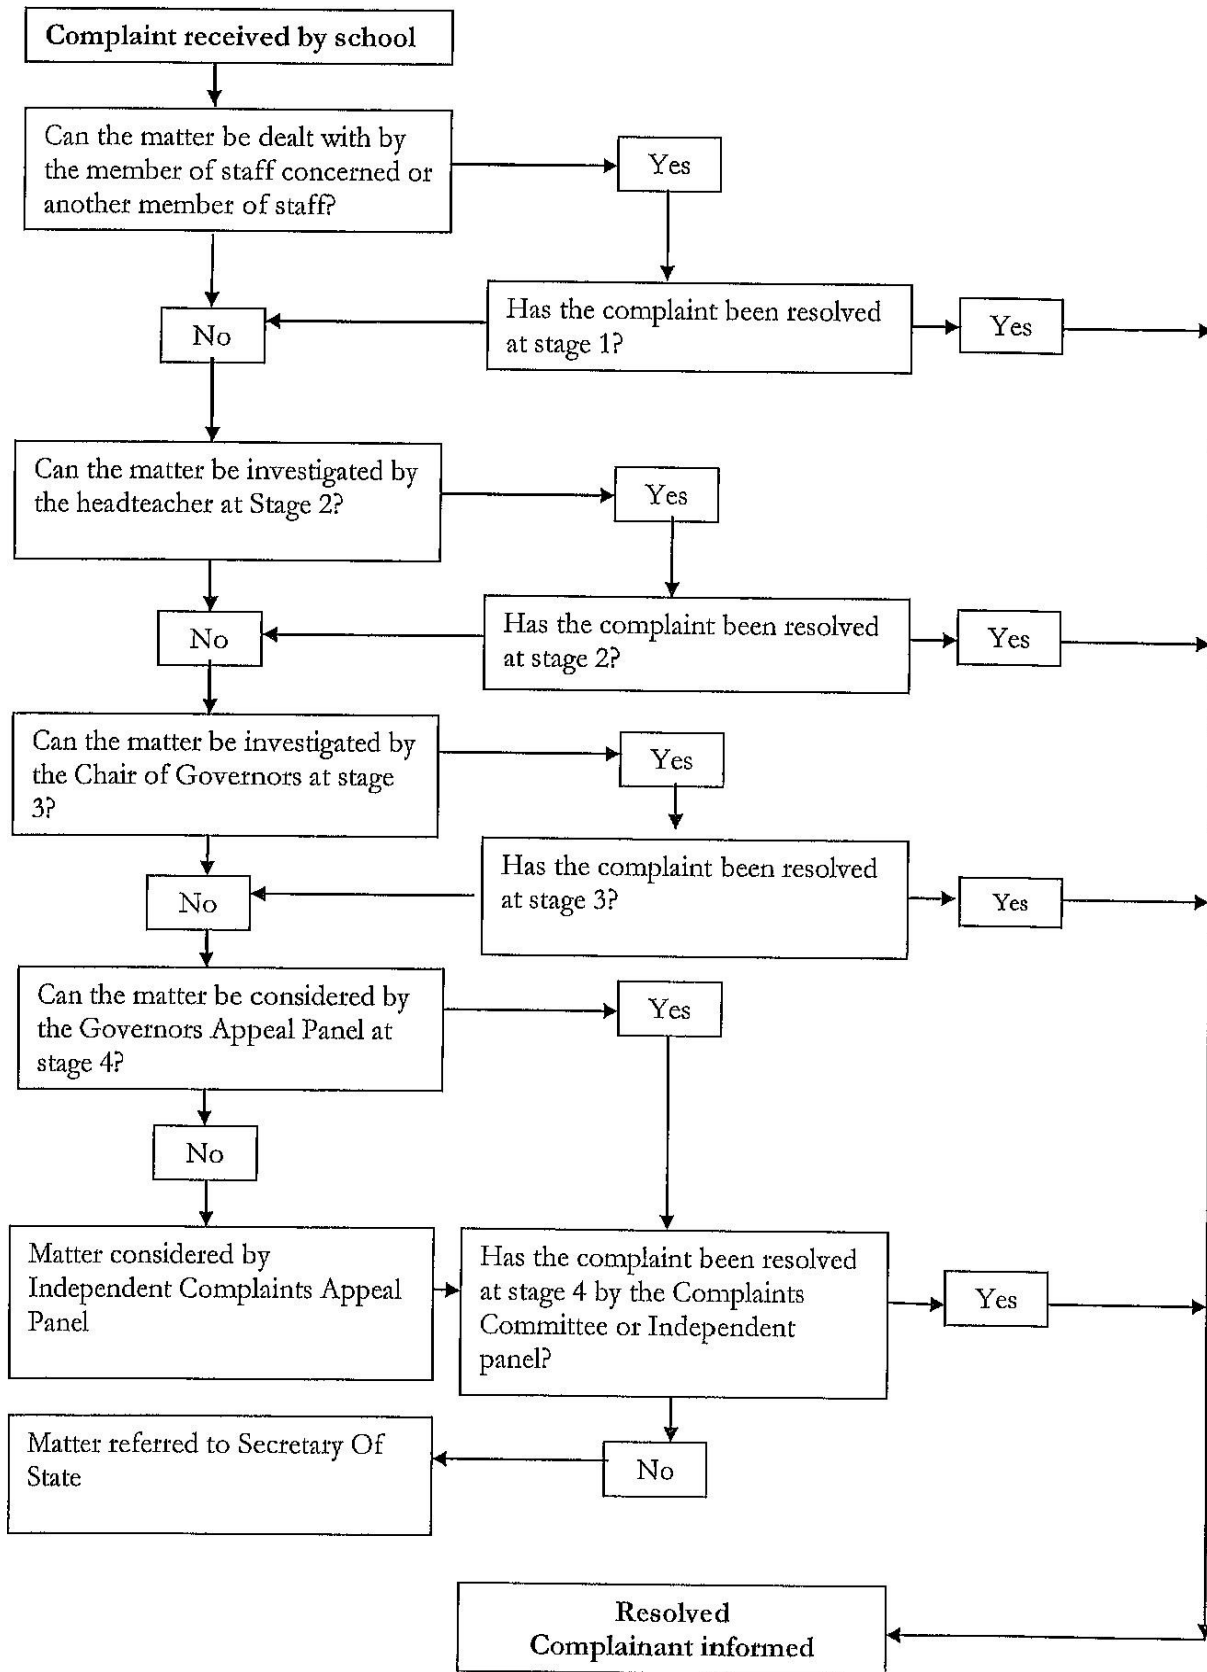 Complaint received by school
Can the matter be dealt with by
the member of staff concerned or
another member of staff?
Yes
Has the complaint been resolved
at stage 1?
Yes
No
Can the matter be investigated by
the headteacher at Stage 2?
Yes
Has the complaint been resolved
at stage 2?
Yes
No
Can the matter be investigated by
the Chair of Governors at stage
3?
Yes
Has the complaint been resolved
at stage 3?
Yes
No
Can the matter be considered by
the Governors Appeal Panel at
stage 4?
Yes
No
Matter considered by
Independent Complaints Appeal
Panel
Has the complaint been resolved
at stage 4 by the Complaints
Committee or Independent
panel?
Yes
No
Matter referred to Secretary Of
State
Resolved
Complainant informed